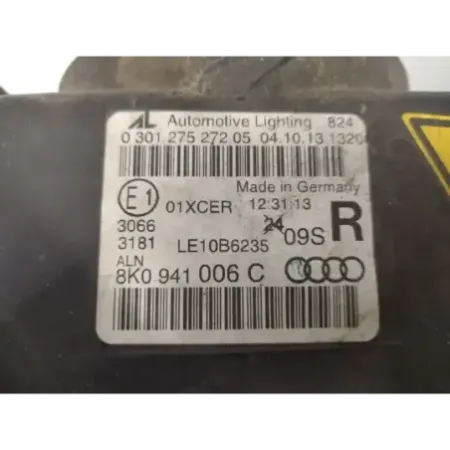 AL Automotive Lighting 824
0 301 275 272 05 04.10.13 1320
Made in Germany
E1 01XCER 12:31:13
3066 24 09S R
3181 LE10B6235
ALN
8K0 941 006 C